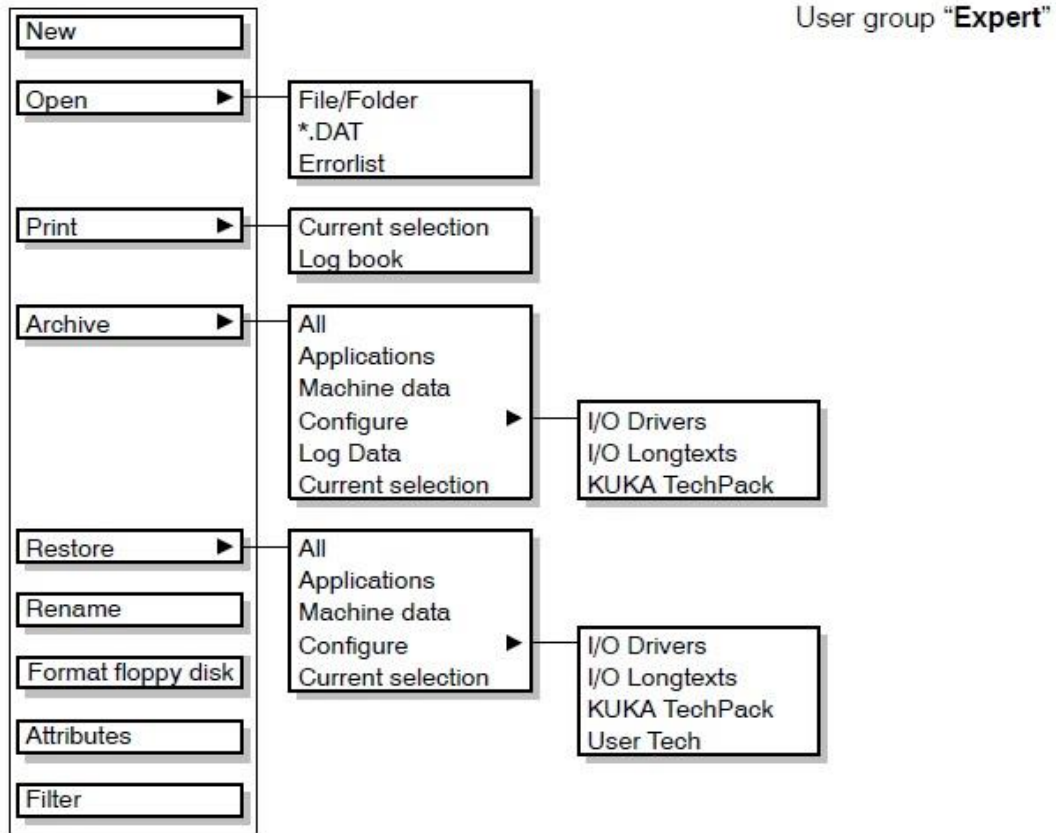 User group “Expert”
New
Open
File/Folder
*.DAT
Errorlist
Print
Current selection
Log book
Archive
All
Applications
Machine data
Configure
Log Data
Current selection
I/O Drivers
I/O Longtexts
KUKA TechPack
Restore
All
Applications
Machine data
Configure
Current selection
I/O Drivers
I/O Longtexts
KUKA TechPack
User Tech
Rename
Format floppy disk
Attributes
Filter